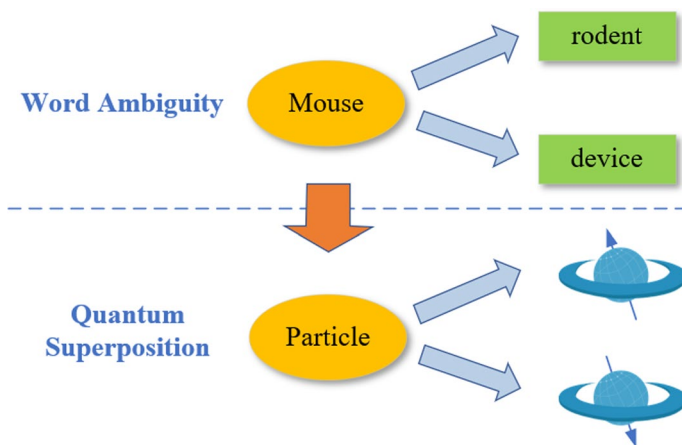 rodent
Word Ambiguity
Mouse
device
Quantum
Superposition
Particle